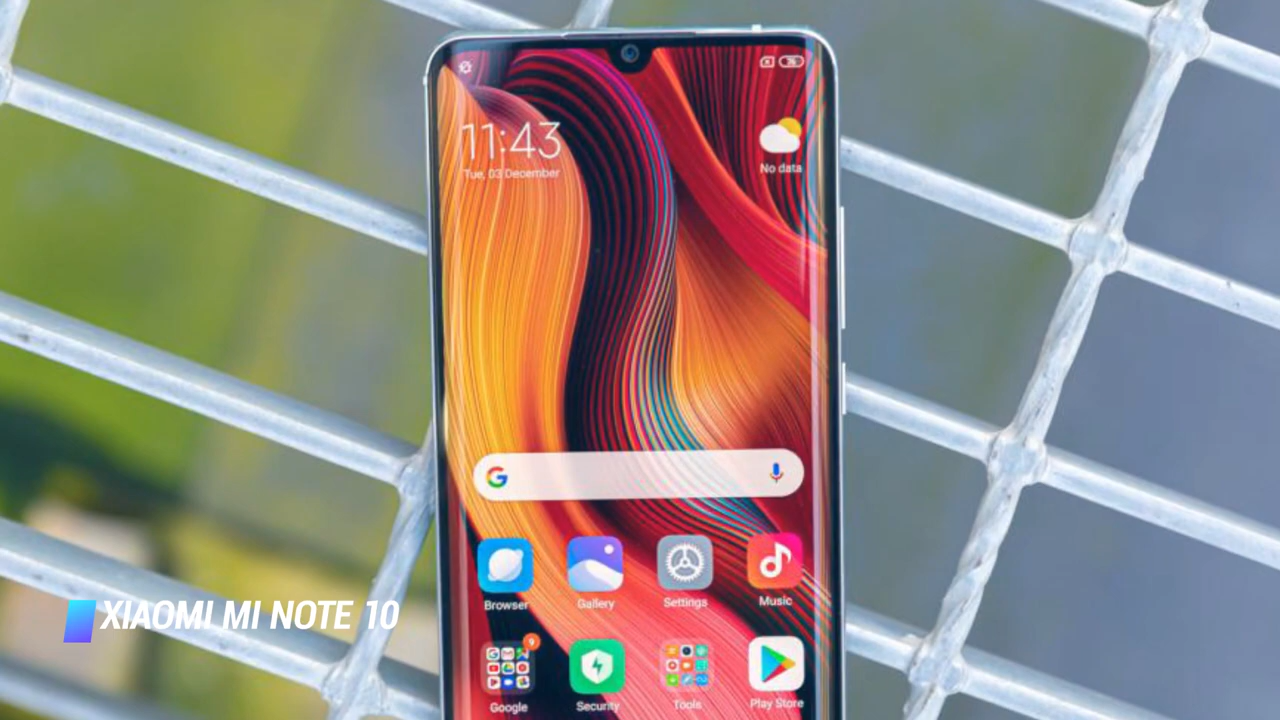 11:43
Tue, 03 December
No data
Browser
Gallery
Settings
Music
XIAOMI MI NOTE 10
9
Google
Security
Tools
Play Store